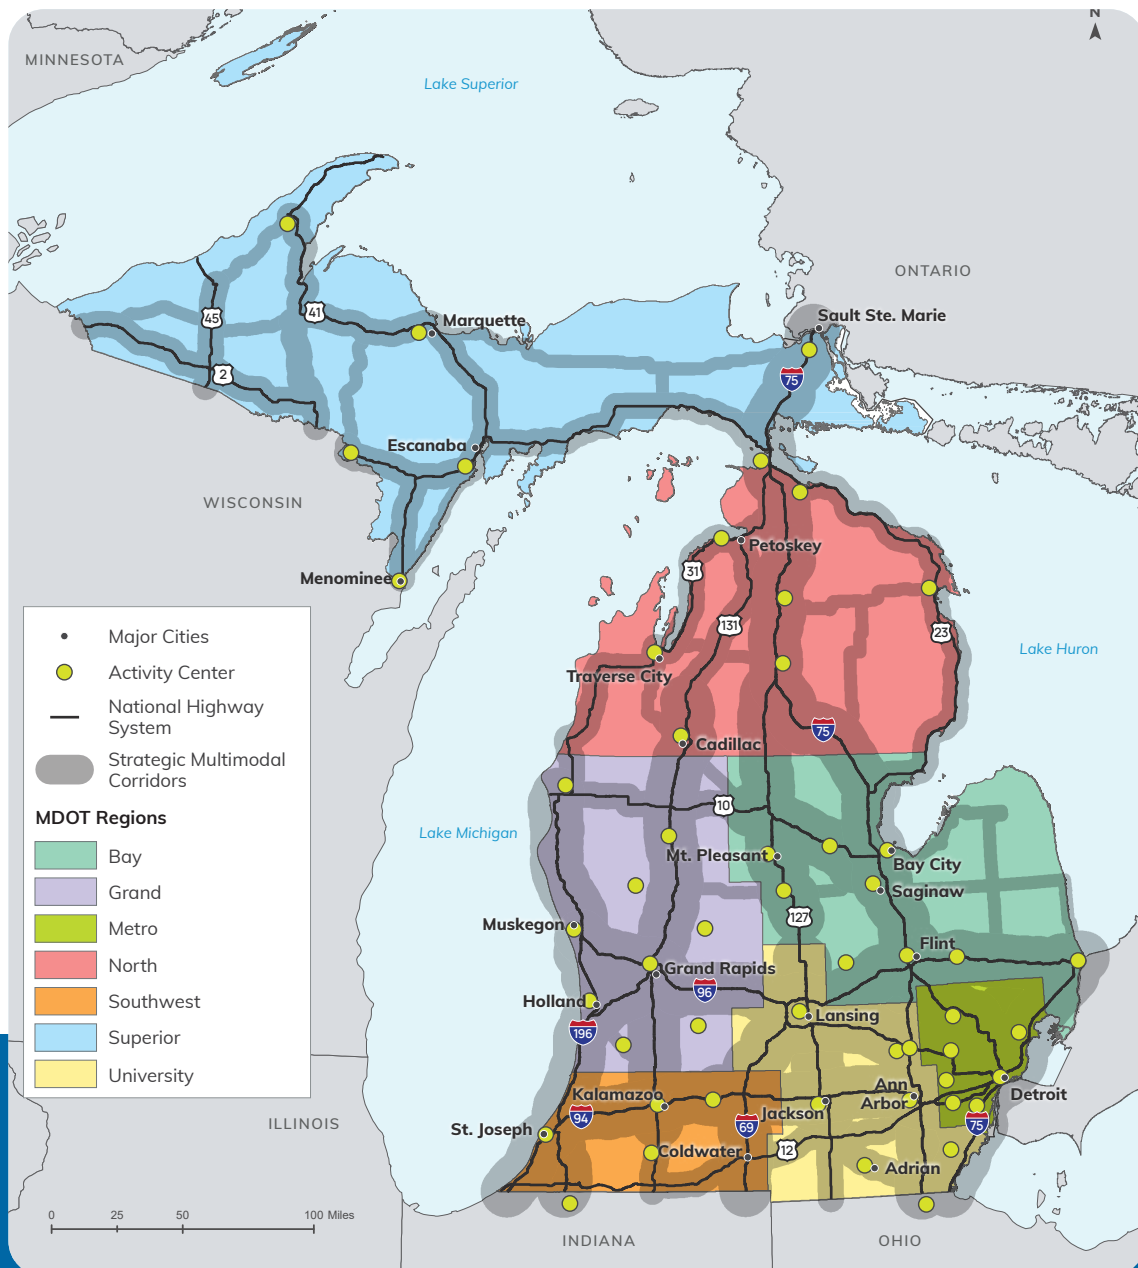 N
MINNESOTA
Lake Superior
ONTARIO
Sault Ste. Marie
Marquette
41
45
2
75
Escanaba
WISCONSIN
Menominee
Petoskey
31
131
23
Lake Huron
Traverse City
75
Cadillac
10
Lake Michigan
Mt. Pleasant
Bay City
Saginaw
127
Muskegon
Flint
Grand Rapids
96
Holland
Lansing
196
Ann
Arbor
Detroit
Kalamazoo
Jackson
94
69
75
St. Joseph
Coldwater
12
Adrian
ILLINOIS
INDIANA
OHIO
Major Cities
Activity Center
National Highway
System
Strategic Multimodal
Corridors
MDOT Regions
Bay
Grand
Metro
North
Southwest
Superior
University
0 25 50 100 Miles